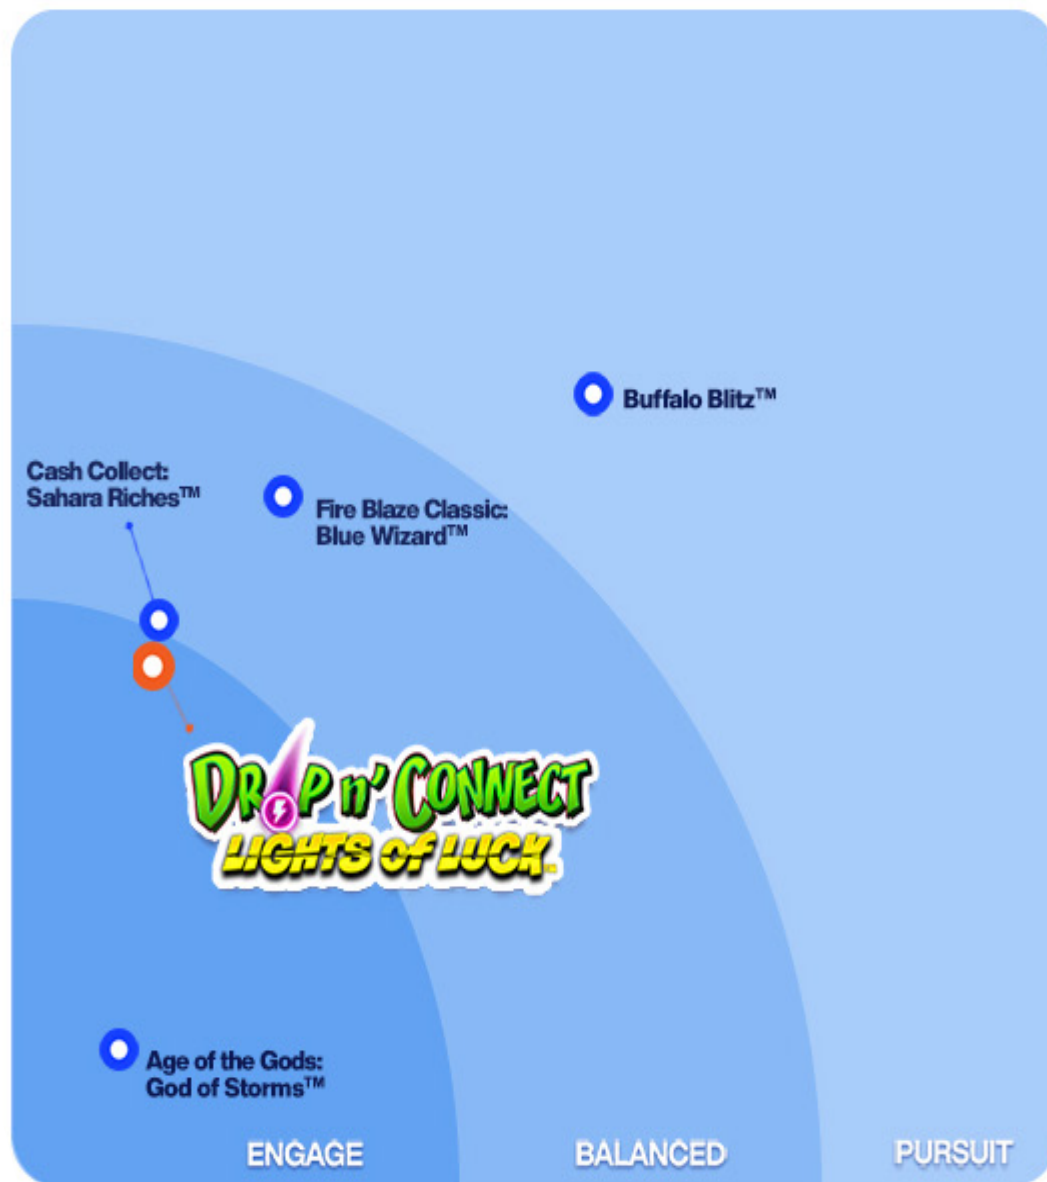 Buffalo Blitz™
Cash Collect:
Sahara Riches™
Fire Blaze Classic:
Blue Wizard™
DROP n' CONNECT
LIGHTS OF LUCK™
Age of the Gods:
God of Storms™
ENGAGE
BALANCED
PURSUIT